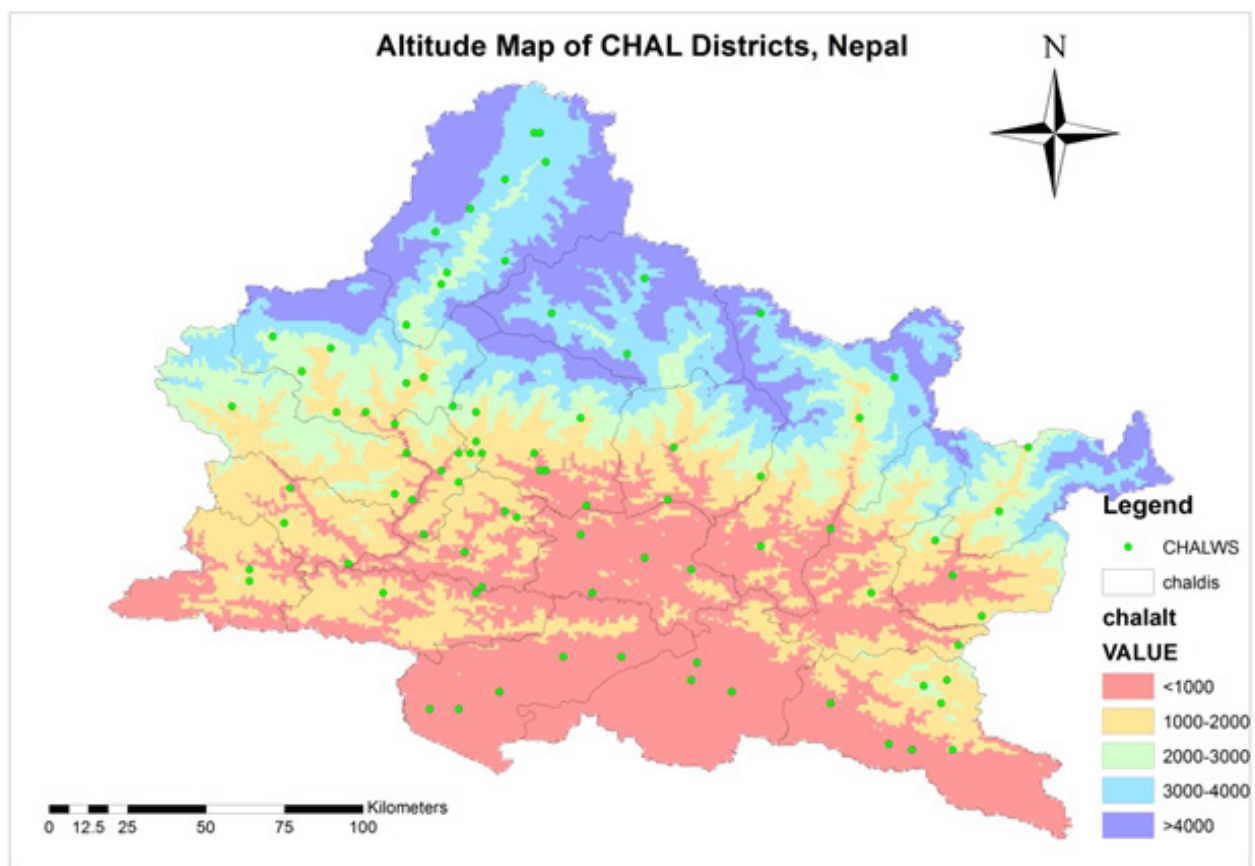 Altitude Map of CHAL Districts, Nepal
N
Legend
CHALWS
chaldis
chalalt
VALUE
<1000
1000-2000
2000-3000
3000-4000
>4000
Kilometers
0 12.5 25 50 75 100